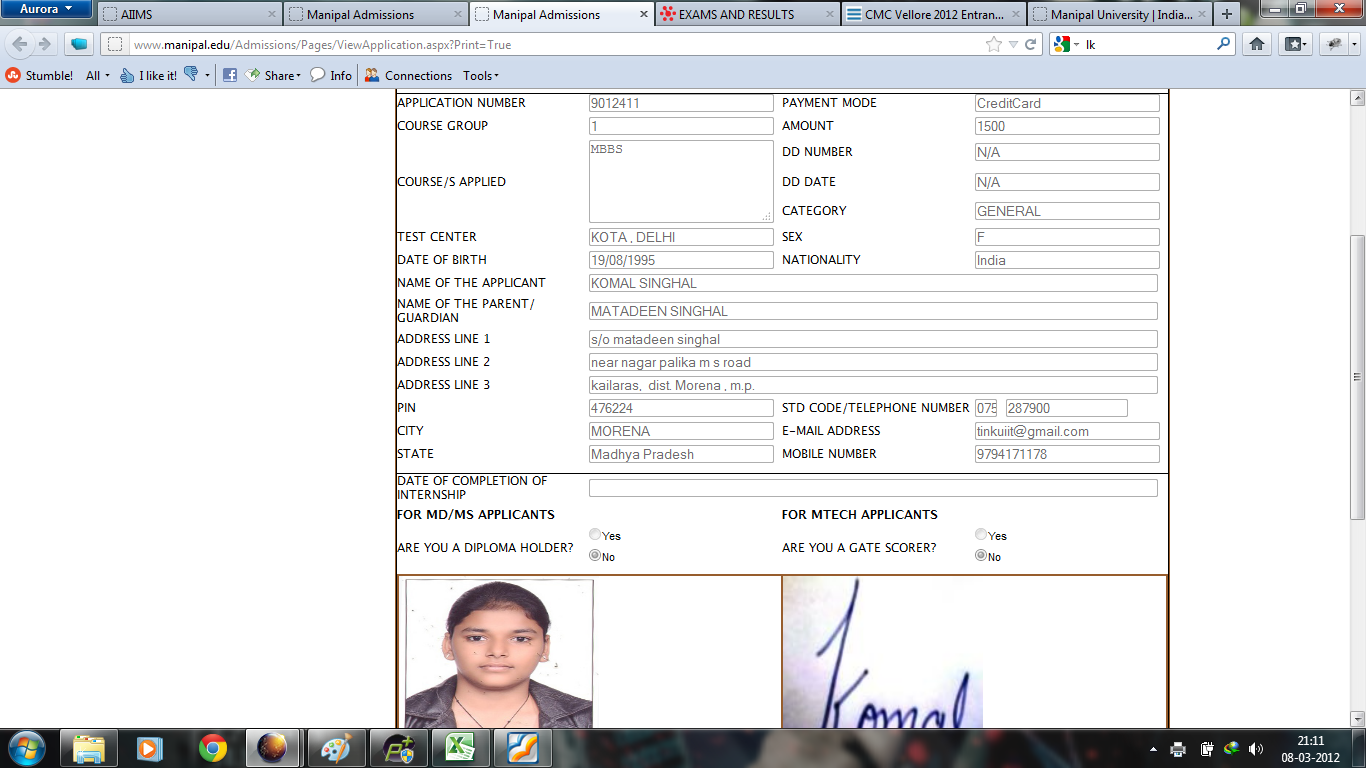 Aurora
AIIMS
Manipal Admissions
Manipal Admissions
EXAMS AND RESULTS
CMC Vellore 2012 Entran...
Manipal University | India...
www.manipal.edu/Admissions/Pages/ViewApplication.aspx?Print=True
lk
Stumble! All I like it! Share Info Connections Tools
APPLICATION NUMBER 9012411 PAYMENT MODE CreditCard
COURSE GROUP 1 AMOUNT 1500
COURSE/S APPLIED MBBS
DD NUMBER N/A
DD DATE N/A
CATEGORY GENERAL
TEST CENTER KOTA , DELHI SEX F
DATE OF BIRTH 19/08/1995 NATIONALITY India
NAME OF THE APPLICANT KOMAL SINGHAL
NAME OF THE PARENT/
GUARDIAN MATADEEN SINGHAL
ADDRESS LINE 1 s/o matadeen singhal
ADDRESS LINE 2 near nagar palika m s road
ADDRESS LINE 3 kailaras, dist. Morena , m.p.
PIN 476224 STD CODE/TELEPHONE NUMBER 075 287900
CITY MORENA E-MAIL ADDRESS tinkuiit@gmail.com
STATE Madhya Pradesh MOBILE NUMBER 9794171178
DATE OF COMPLETION OF
INTERNSHIP
FOR MD/MS APPLICANTS FOR MTECH APPLICANTS
ARE YOU A DIPLOMA HOLDER? Yes No
ARE YOU A GATE SCORER? Yes No
Komal
21:11
08-03-2012